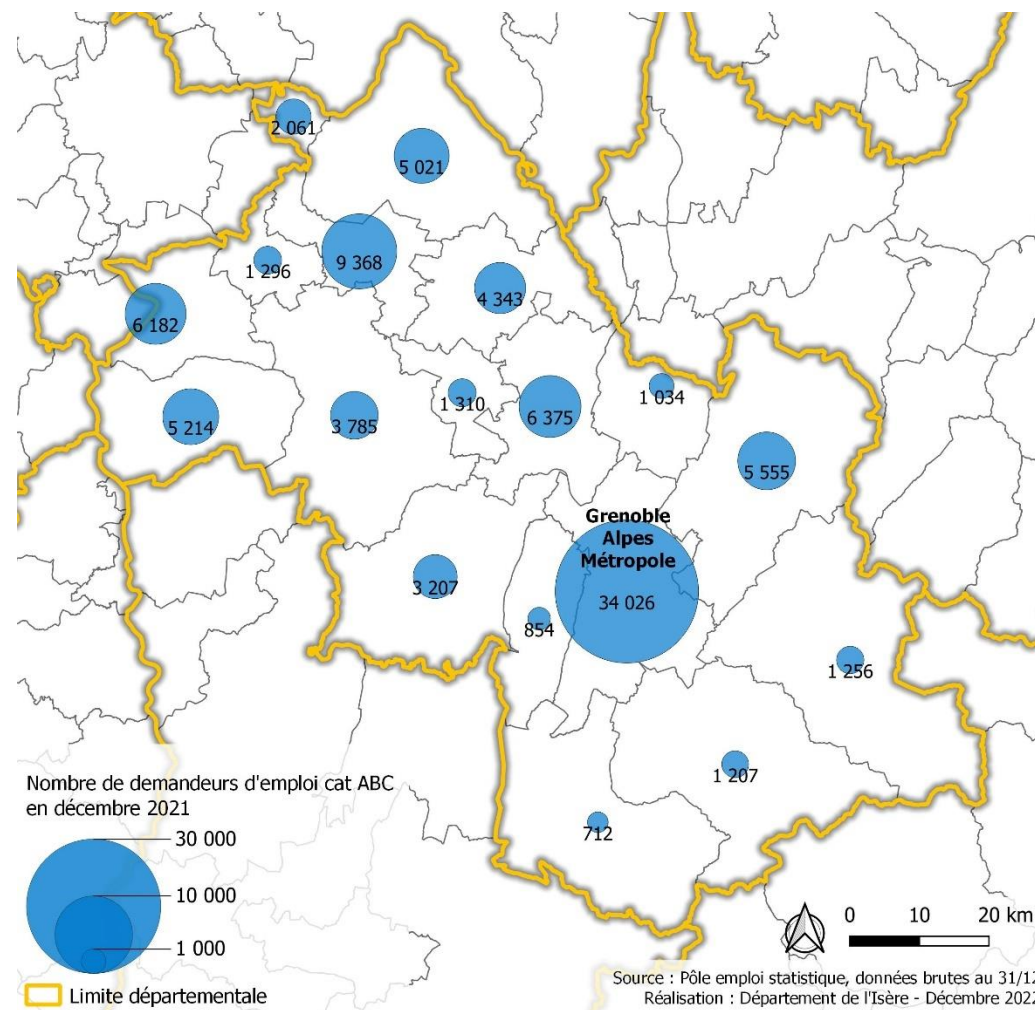 2 061
5 021
9 368
1 296
4 343
6 182
1 310
1 034
6 375
3 785
5 214
5 555
Grenoble
Alpes
Métropole
34 026
3 207
854
1 256
1 207
712
Nombre de demandeurs d'emploi cat ABC
en décembre 2021
30 000
10 000
1 000
Limite départementale
0 10 20 km
Source : Pôle emploi statistique, données brutes au 31/12
Réalisation : Département de l'Isère - Décembre 2022